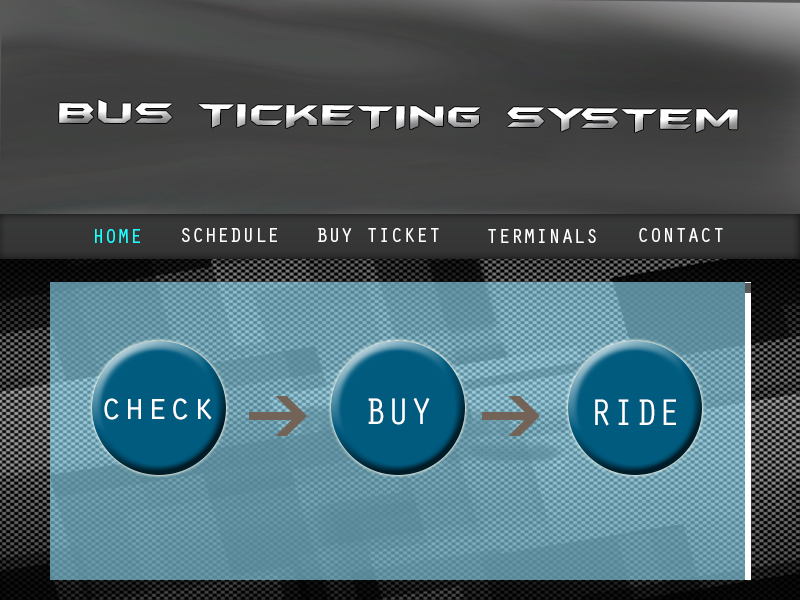 BUS TICKETING SYSTEM
HOME SCHEDULE BUY TICKET TERMINALS CONTACT
CHECK BUY RIDE